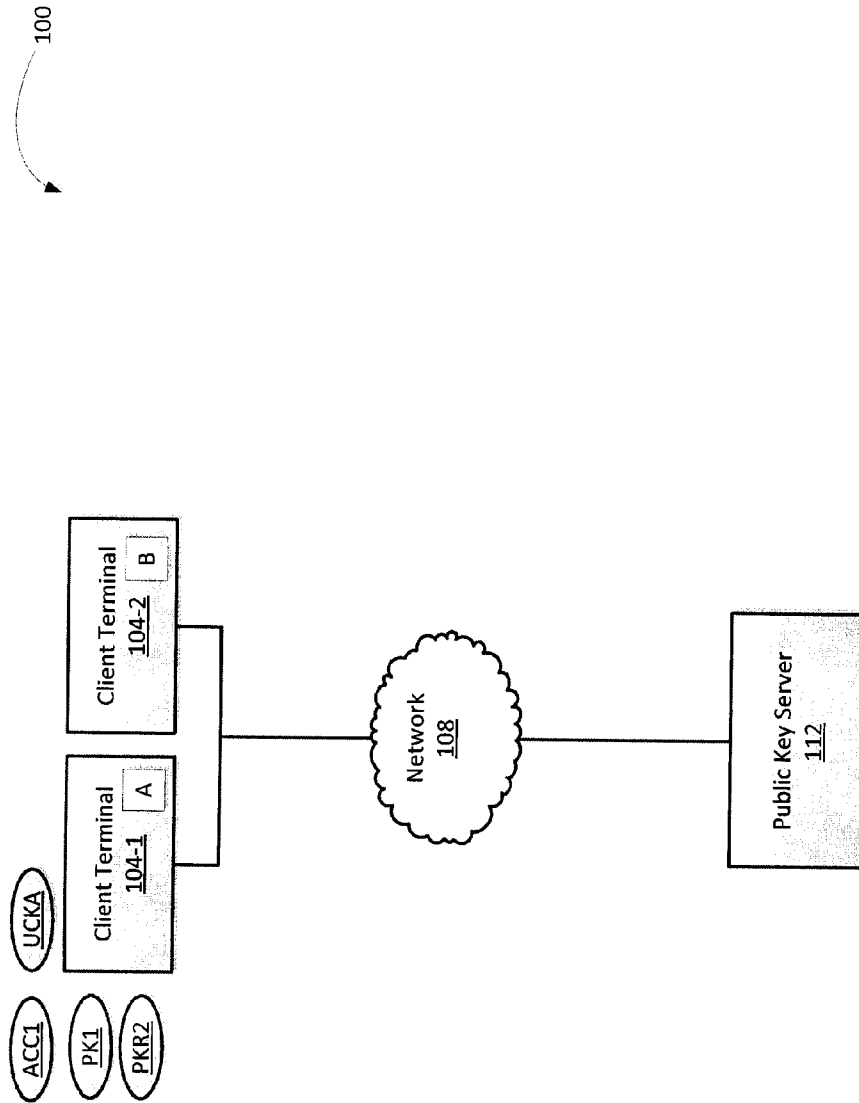 100
ACC1
UCKA
PK1
PKR2
Client Terminal
104-1
A
Client Terminal
104-2
B
Network
108
Public Key Server
112